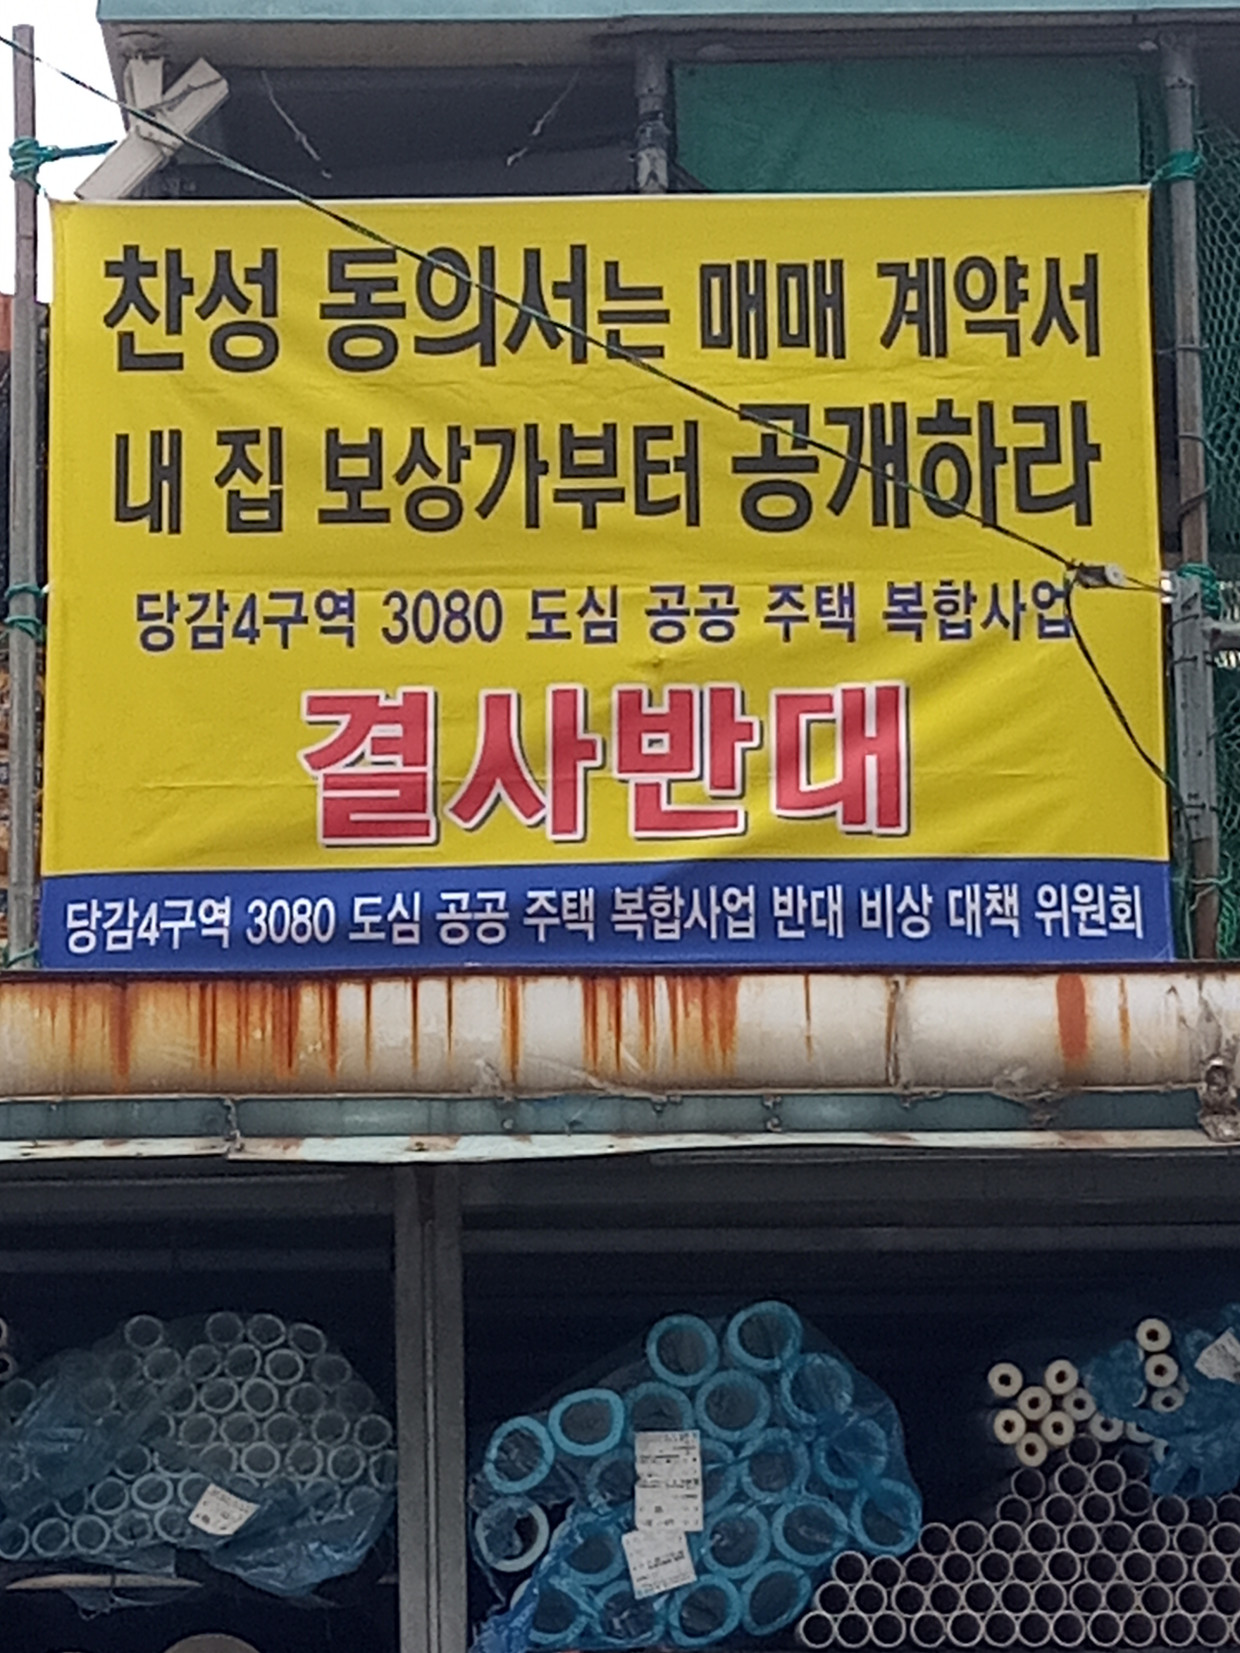 찬성 동의서는 매매 계약서
내 집 보상가부터 공개하라
당감4구역 3080 도심 공공 주택 복합사업
결사반대
당감4구역 3080 도심 공공 주택 복합사업 반대 비상 대책 위원회